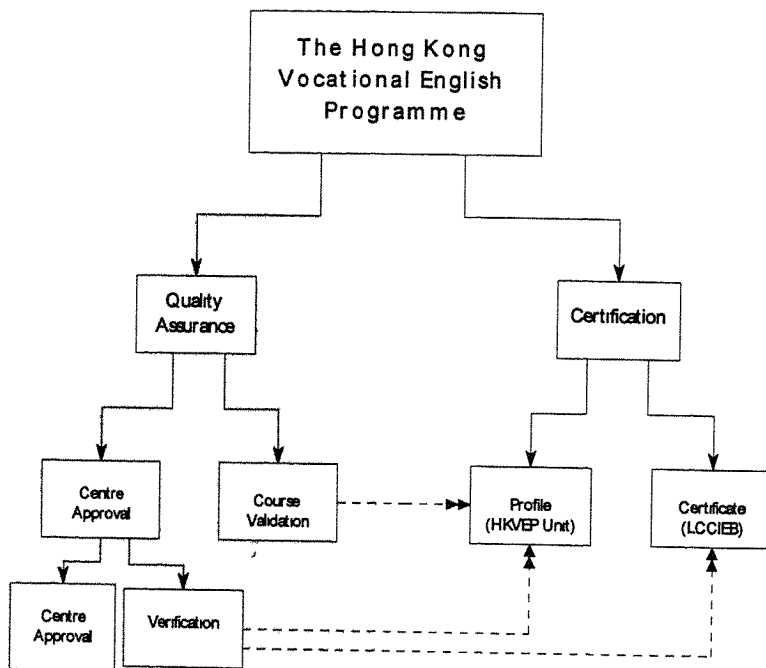 The Hong Kong
Vocational English
Programme
Quality
Assurance
Certification
Centre
Approval
Course
Validation
Profile
(HKVEP Unit)
Certificate
(LCCIEB)
Centre
Approval
Verification